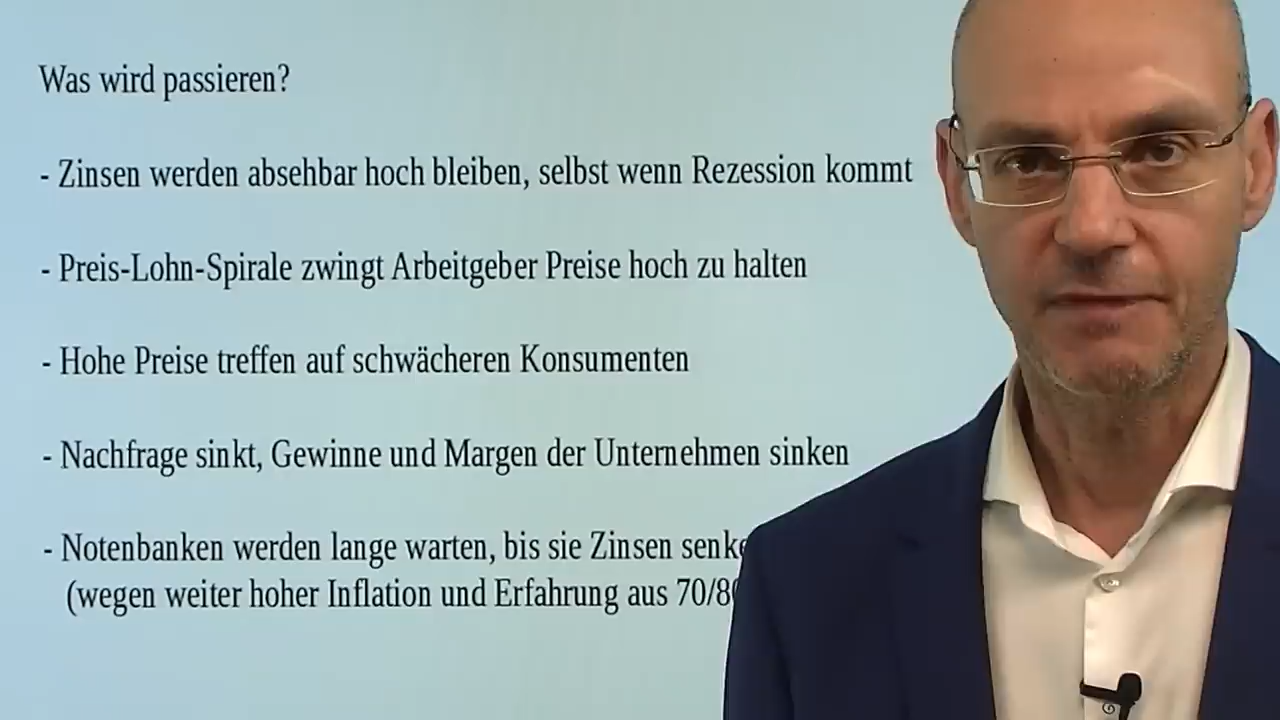 Was wird passieren?
- Zinsen werden absehbar hoch bleiben, selbst wenn Rezession kommt
- Preis-Lohn-Spirale zwingt Arbeitgeber Preise hoch zu halten
- Hohe Preise treffen auf schwächeren Konsumenten
- Nachfrage sinkt, Gewinne und Margen der Unternehmen sinken
- Notenbanken werden lange warten, bis sie Zinsen
(wegen weiter hoher Inflation und Erfahrung aus